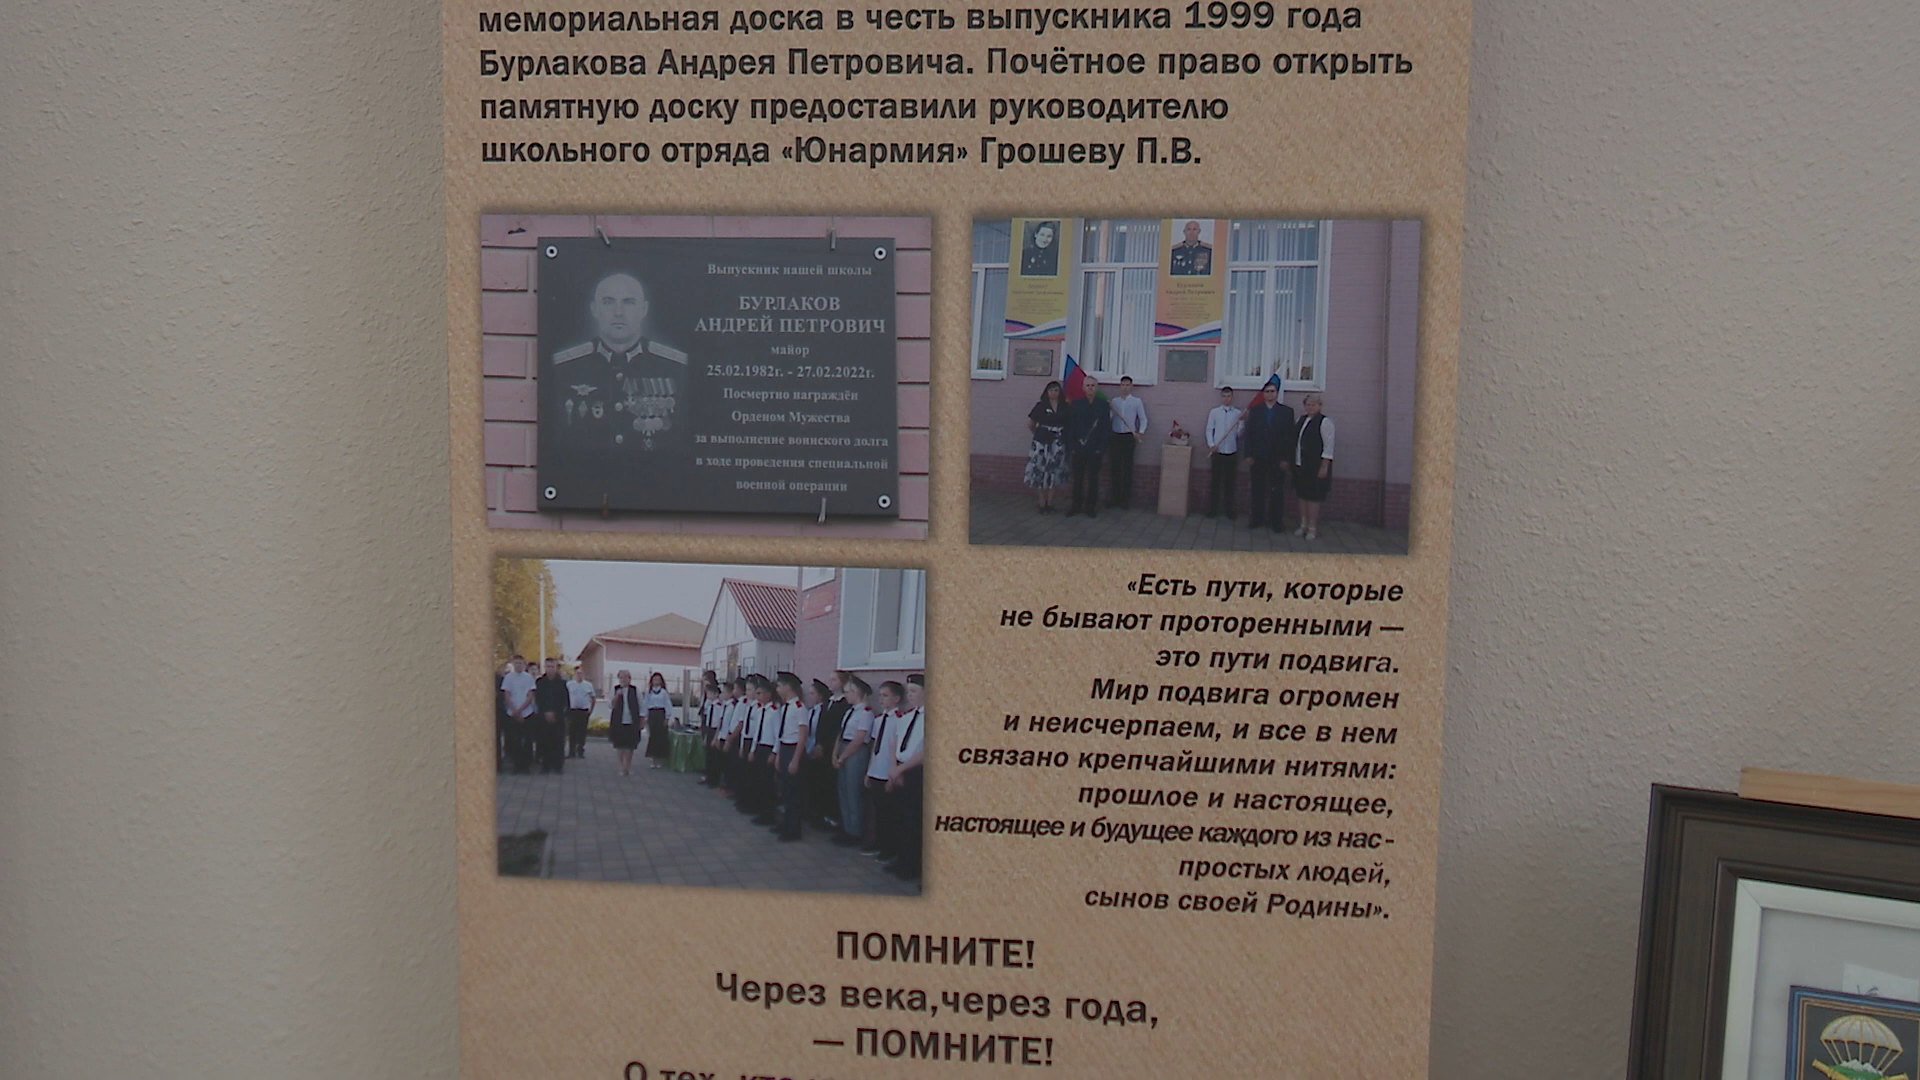 мемориальная доска в честь выпускника 1999 года
Бурлакова Андрея Петровича. Почётное право открыть
памятную доску предоставили руководителю
школьного отряда «Юнармия» Грошеву П.В.
Выпускник нашей школы
БУРЛАКОВ
АНДРЕЙ ПЕТРОВИЧ
майор
25.02.1982г. - 27.02.2022г.
Посмертно награждён
Орденом Мужества
за выполнение воинского долга
в ходе проведения специальной
военной операции
Бурлаков
Андрей Петрович
«Есть пути, которые
не бывают проторенными —
это пути подвига.
Мир подвига огромен
и неисчерпаем, и все в нем
связано крепчайшими нитями:
прошлое и настоящее,
настоящее и будущее каждого из нас -
простых людей,
сынов своей Родины».
ПОМНИТЕ!
Через века,через года,
— ПОМНИТЕ!
О тех,